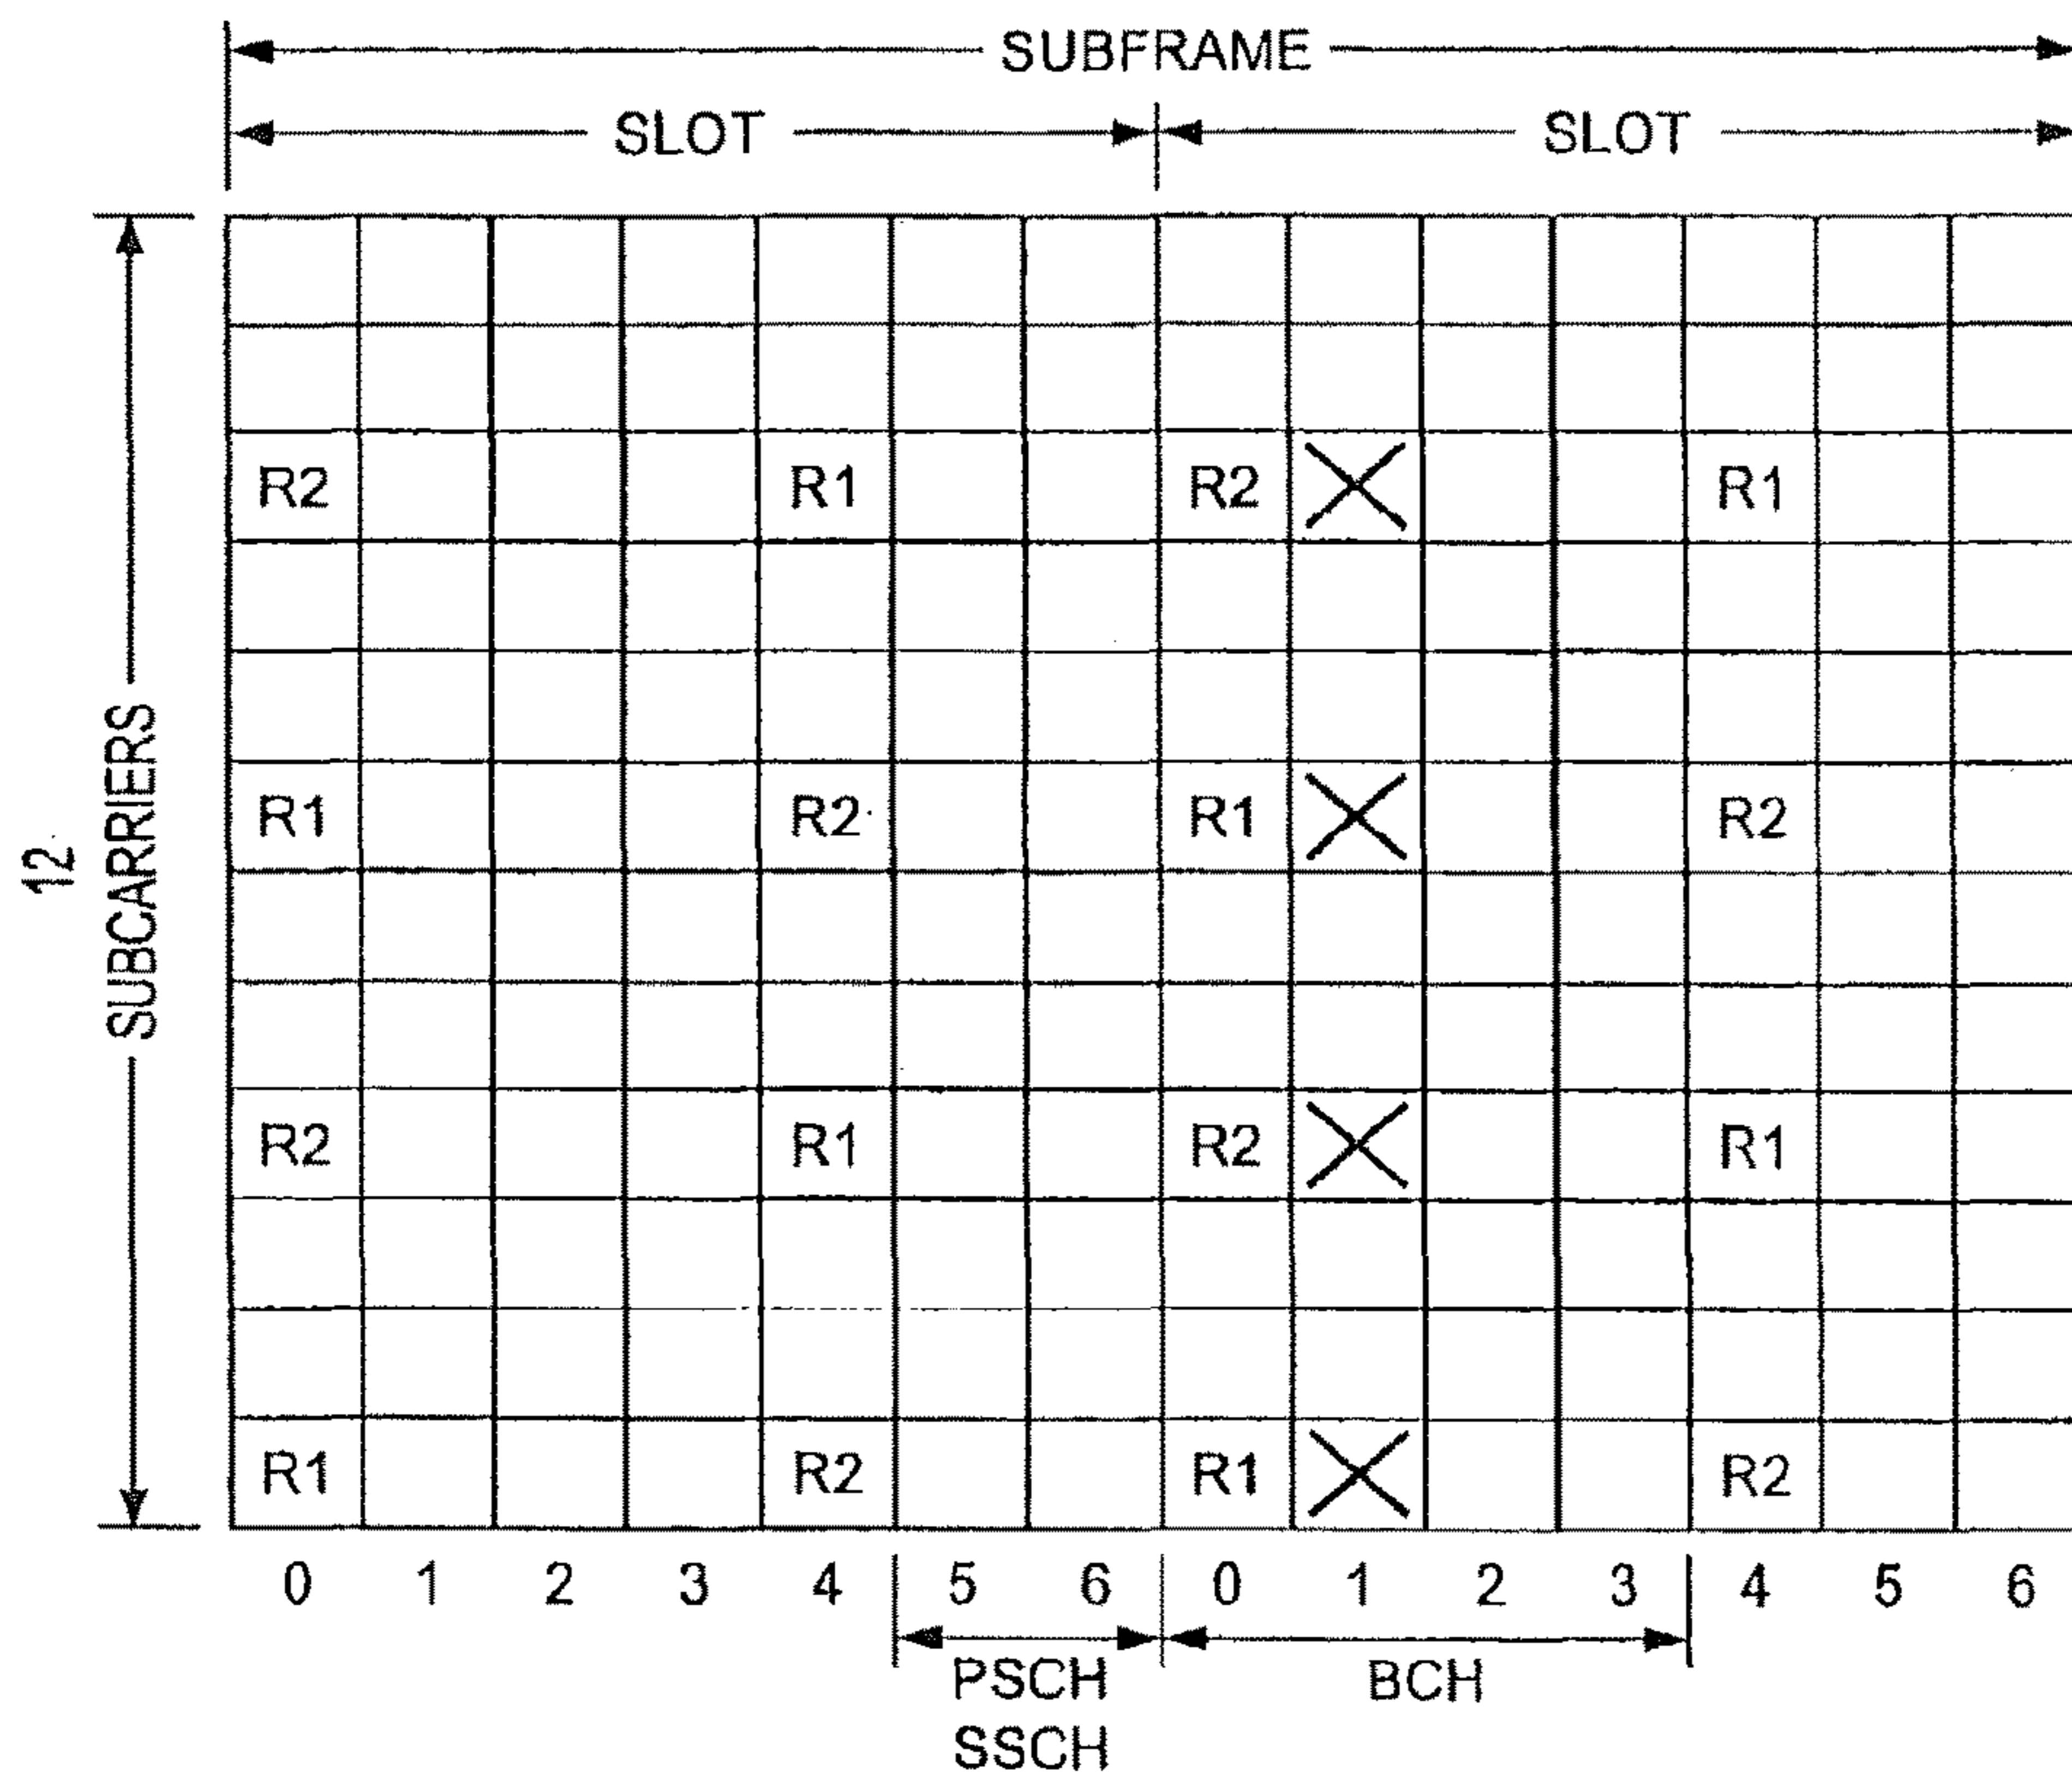 SUBFRAME
SLOT SLOT
12
SUBCARRIERS
R2 R1 R2 R1
R1 R2 R1 R2
R2 R1 R2 R1
R1 R2 R1 R2
0 1 2 3 4 5 6 0 1 2 3 4 5 6
PSCH BCH
SSCH